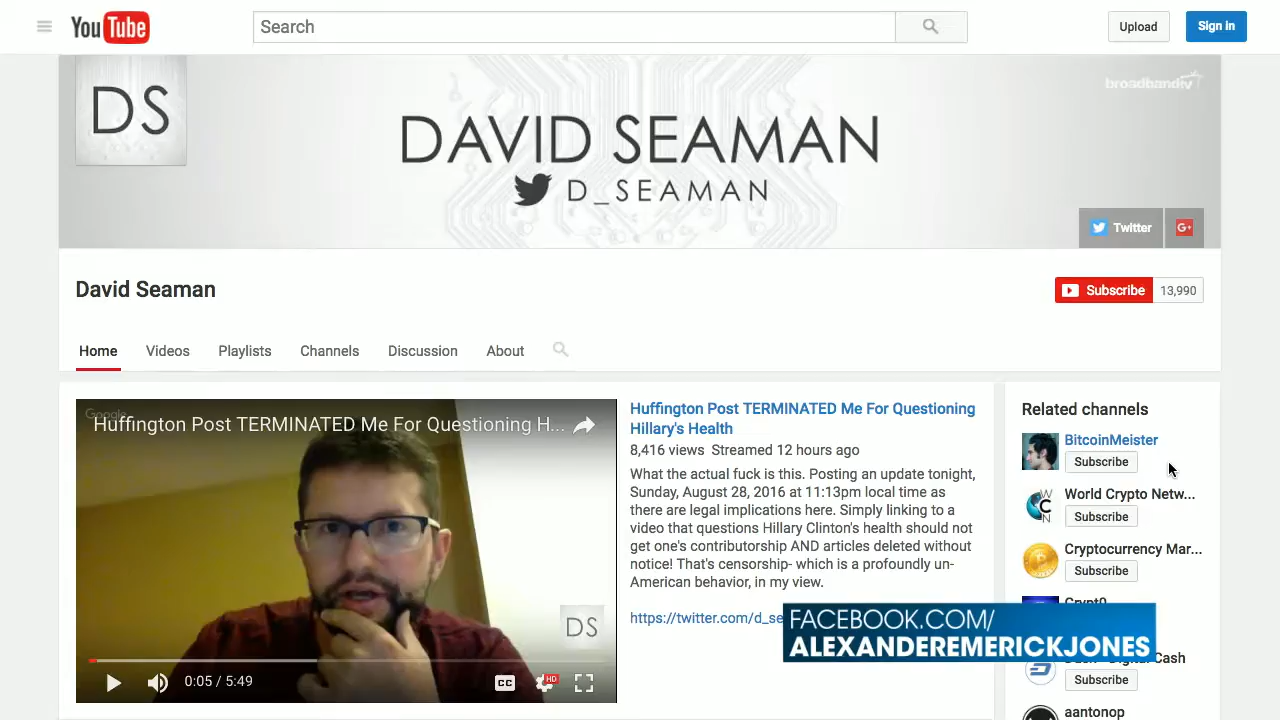 YouTube
Search
Upload
Sign in
DS
broadbandtv
DAVID SEAMAN
D_SEAMAN
Twitter
G+
David Seaman
Subscribe
13,990
Home
Videos
Playlists
Channels
Discussion
About
Google
Huffington Post TERMINATED Me For Questioning H...
DS
0:05 / 5:49
CC
HD
Huffington Post TERMINATED Me For Questioning
Hillary's Health
8,416 views Streamed 12 hours ago
What the actual fuck is this. Posting an update tonight,
Sunday, August 28, 2016 at 11:13pm local time as
there are legal implications here. Simply linking to a
video that questions Hillary Clinton's health should not
get one's contributorship AND articles deleted without
notice! That's censorship- which is a profoundly un-
American behavior, in my view.
https://twitter.com/d_se
FACEBOOK.COM/
ALEXANDEREMERICKJONES
Related channels
BitcoinMeister
Subscribe
WCN
World Crypto Netw...
Subscribe
Cryptocurrency Mar...
Subscribe
Crypt0
Cash
Subscribe
aantonop